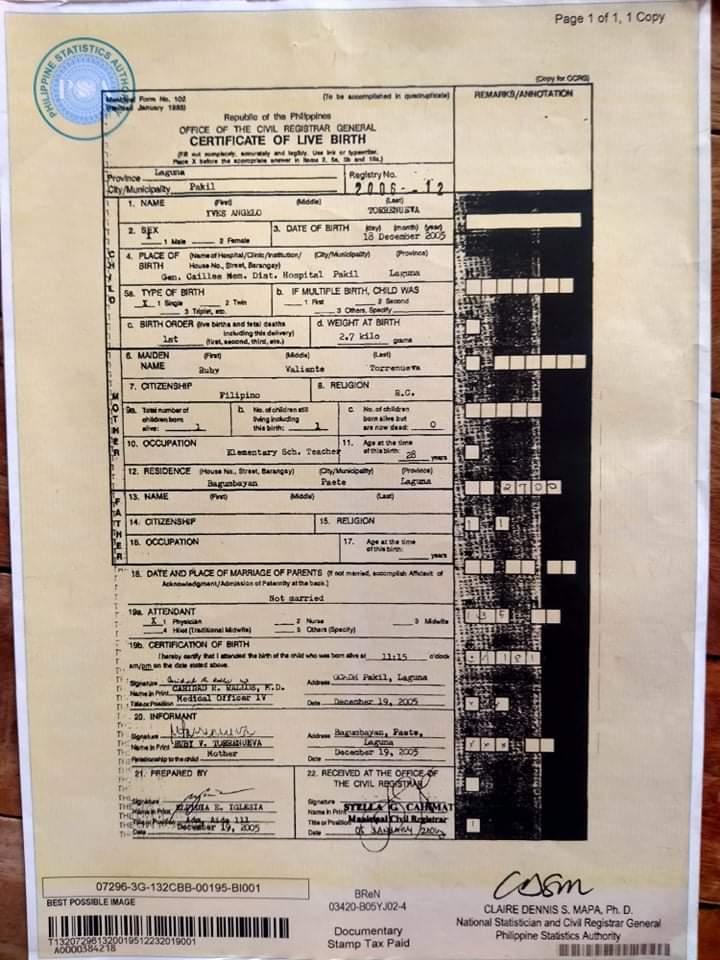 Page 1 of 1, 1 Copy
PHILIPPINE STATISTICS AUTHORITY
PSA
(Copy for OCRG)
Municipal Form No. 102 (To be accomplished in quadruplicate) REMARKS/ANNOTATION
(Revised January 1993)
Republic of the Philippines
OFFICE OF THE CIVIL REGISTRAR GENERAL
CERTIFICATE OF LIVE BIRTH
(Fill out completely, accurately and legibly. Use ink or typewriter.
Place X before the appropriate answer in items 2, 5a, 5b and 19a.)
Province Laguna Registry No.
City/Municipality Pakil 2006--12
CHILD
1. NAME (First) (Middle) (Last)
YVES ANGELO TORRENUEVA
2. SEX 3. DATE OF BIRTH (day) (month) (year)
1 Male 2 Female 18 December 2005
4. PLACE OF BIRTH (Name of Hospital/Clinic/Institution/ (City/Municipality) (Province)
House No., Street, Barangay)
Gen. Cailles Mem. Dist. Hospital Pakil Laguna
5a. TYPE OF BIRTH b. IF MULTIPLE BIRTH, CHILD WAS
X 1 Single 2 Twin 1 First 2 Second
3 Triplet, etc. 3 Others, Specify
c. BIRTH ORDER (live births and fetal deaths d. WEIGHT AT BIRTH
including this delivery) 2.7 kilo grams
1st (first, second, third, etc.)
MOTHER
6. MAIDEN NAME (First) (Middle) (Last)
Ruby Valiente Torrenueva
7. CITIZENSHIP 8. RELIGION
Filipino R.C.
9a. Total number of children born alive: 1 b. No. of children still living including this birth: 1 c. No. of children born alive but are now dead: 0
10. OCCUPATION 11. Age at the time of this birth:
Elementary Sch. Teacher 28 years
12. RESIDENCE (House No., Street, Barangay) (City/Municipality) (Province)
Bagumbayan Paete Laguna
FATHER
13. NAME (First) (Middle) (Last)
14. CITIZENSHIP 15. RELIGION
16. OCCUPATION 17. Age at the time of this birth: years
18. DATE AND PLACE OF MARRIAGE OF PARENTS (If not married, accomplish Affidavit of
Acknowledgment/Admission of Paternity at the back.)
Not married
19a. ATTENDANT
X 1 Physician 2 Nurse 3 Midwife
4 Hilot (Traditional Midwife) 5 Others (Specify)
19b. CERTIFICATION OF BIRTH
I hereby certify that I attended the birth of the child who was born alive at 11:15 o'clock
am/pm on the date stated above.
Signature Address Pakil, Laguna
Name in Print M.D.
Title or Position Medical Officer IV Date December 19, 2005
20. INFORMANT
Signature Address Bagumbayan, Paete,
Name in Print RUBY V. TORRENUEVA Laguna
Relationship to the child Mother Date December 19, 2005
21. PREPARED BY 22. RECEIVED AT THE OFFICE OF
THE CIVIL REGISTRAR
Signature Signature
Name in Print E. IGLESIA Name in Print STELLA G.
Title or Position Title or Position Municipal Civil Registrar
Date December 19, 2005 Date
07296-3G-132CBB-00195-BI001
BEST POSSIBLE IMAGE
T132072961320019512232019001
A0000384218
BReN
03420-B05YJ02-4
Documentary
Stamp Tax Paid
CLAIRE DENNIS S. MAPA, Ph. D.
National Statistician and Civil Registrar General
Philippine Statistics Authority